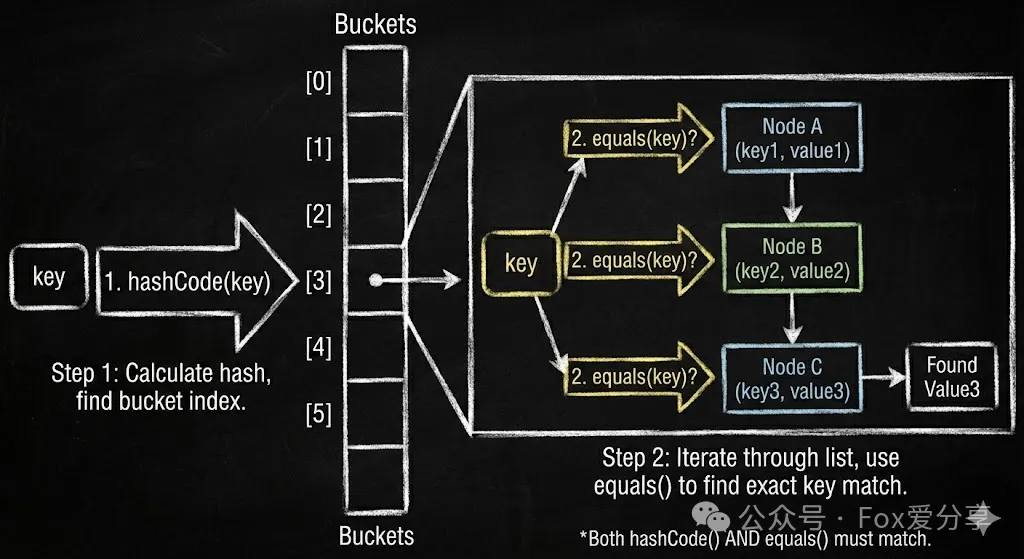 Buckets
[0]
[1]
[2]
[3]
[4]
[5]
key
1. hashCode(key)
Step 1: Calculate hash,
find bucket index.
Buckets
key
2. equals(key)?
Node A
(key1, value1)
2. equals(key)?
Node B
(key2, value2)
2. equals(key)?
Node C
(key3, value3)
Found
Value3
Step 2: Iterate through list, use
equals() to find exact key match.
公众号 · Fox爱分享
*Both hashCode() AND equals() must match.